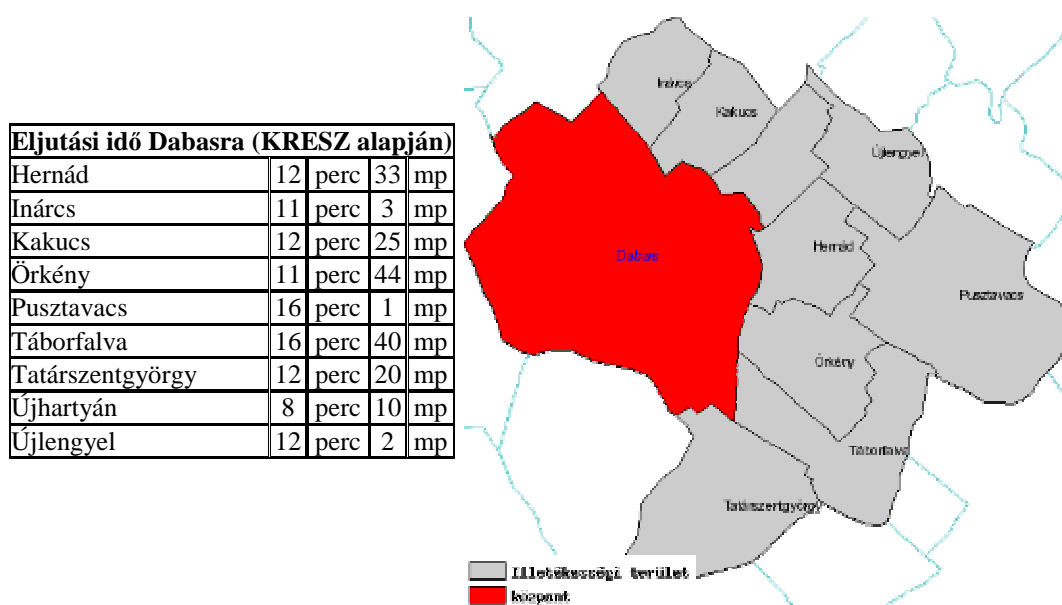 Eljutási idő Dabasra (KRESZ alapján)
Hernád 12 perc 33 mp
Inárcs 11 perc 3 mp
Kakucs 12 perc 25 mp
Örkény 11 perc 44 mp
Pusztavacs 16 perc 1 mp
Táborfalva 16 perc 40 mp
Tatárszentgyörgy 12 perc 20 mp
Újhartyán 8 perc 10 mp
Újlengyel 12 perc 2 mp
Inárcs
Kakucs
Újlengyel
Hernád
Dabas
Pusztavacs
Örkény
Táborfalva
Tatárszentgyörgy
Illetékességi terület
központ